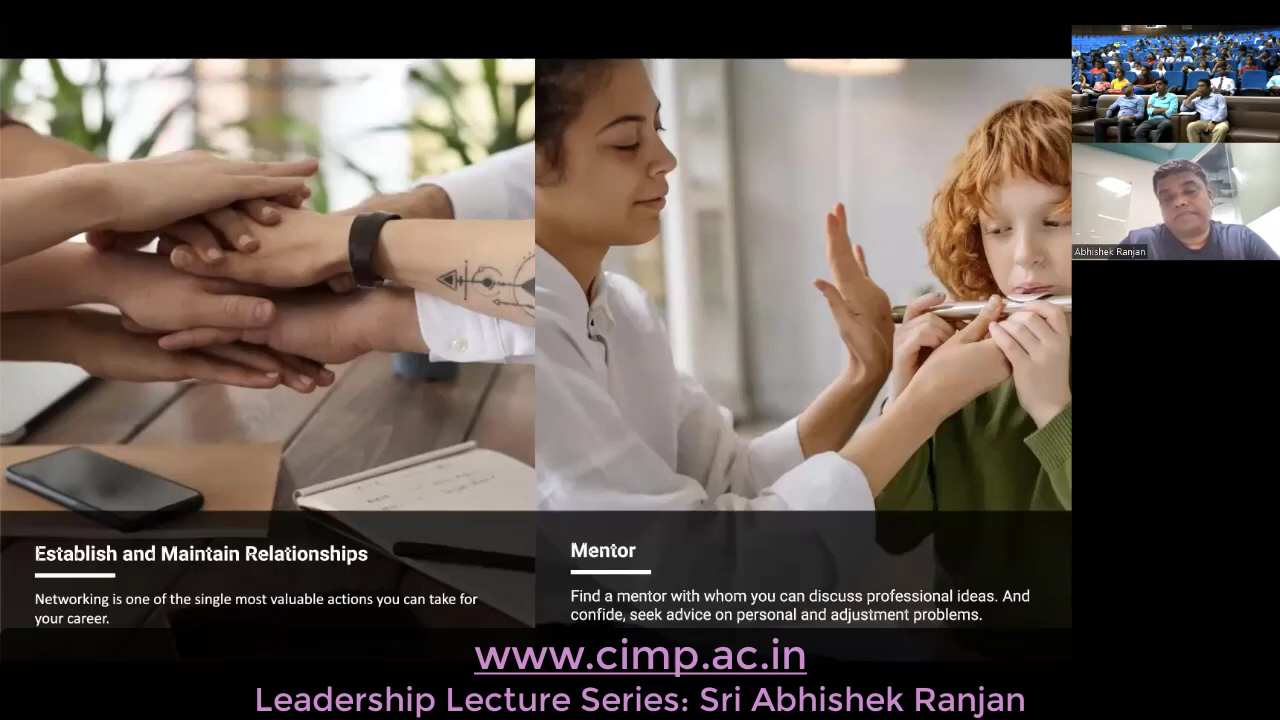 Abhishek Ranjan
Establish and Maintain Relationships
Networking is one of the single most valuable actions you can take for
your career.
Mentor
Find a mentor with whom you can discuss professional ideas. And
confide, seek advice on personal and adjustment problems.
www.cimp.ac.in
Leadership Lecture Series: Sri Abhishek Ranjan